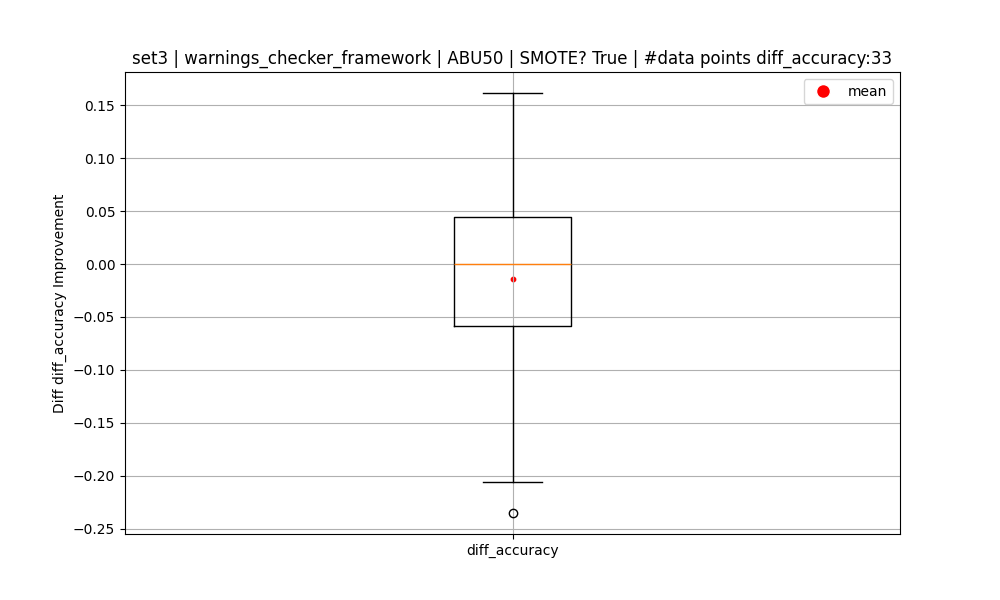 set3 | warnings_checker_framework | ABU50 | SMOTE? True | #data points diff_accuracy:33
mean
0.15
0.10
0.05
0.00
−0.05
−0.10
−0.15
−0.20
−0.25
Diff diff_accuracy Improvement
diff_accuracy